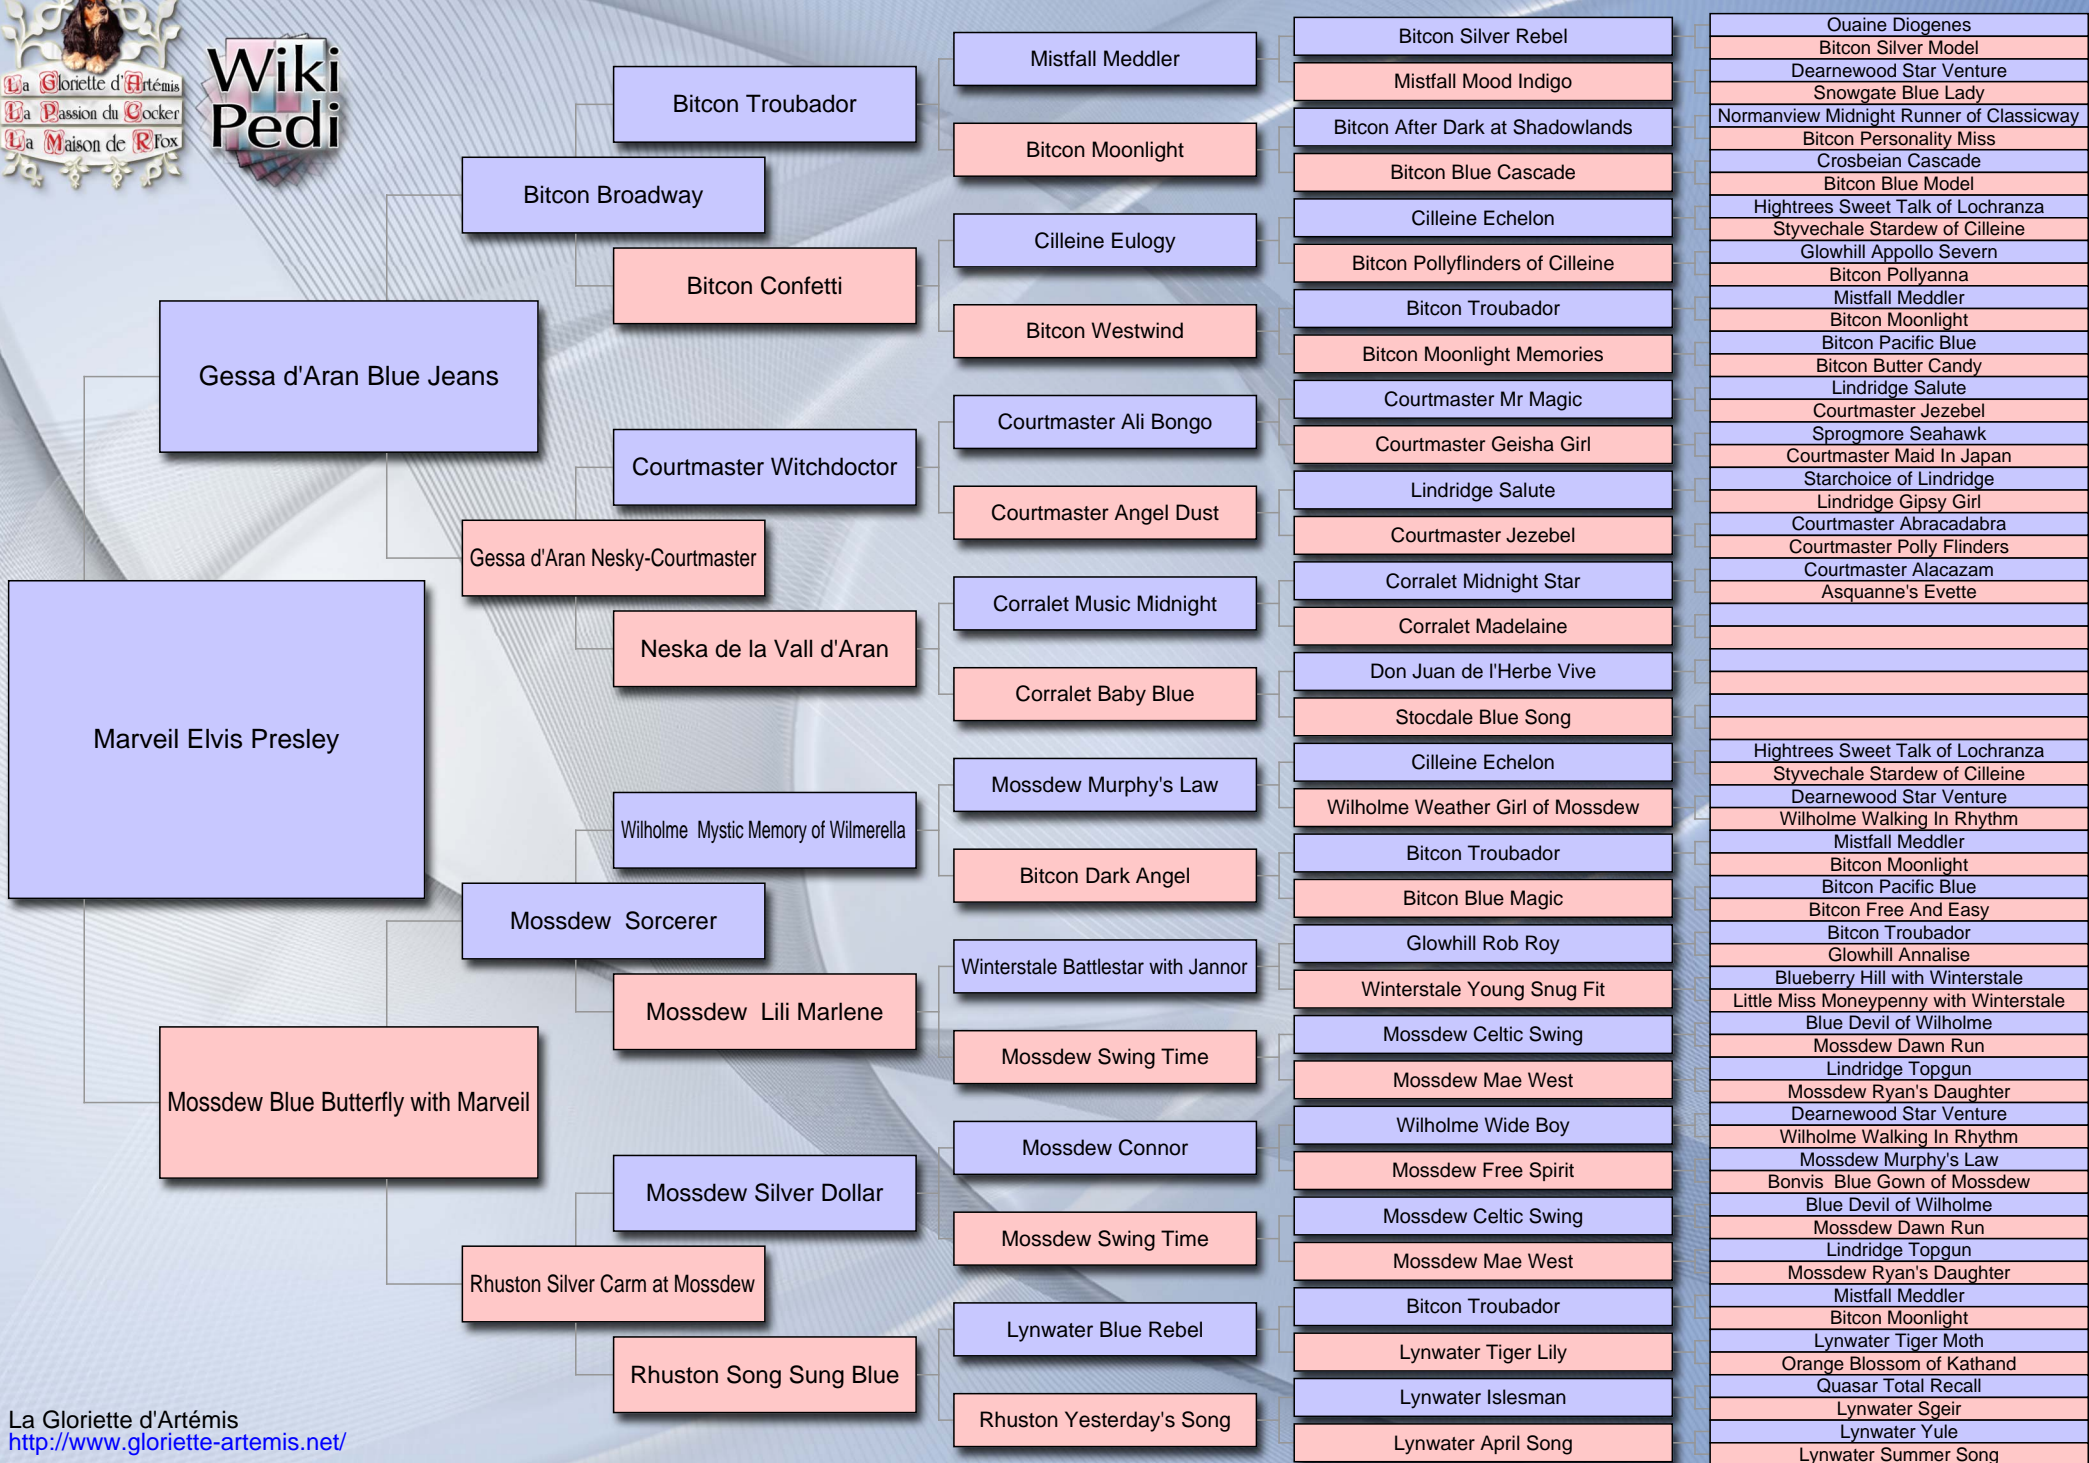 La Gloriette d'Artémis
La Passion du Cocker
La Maison de RFox
Wiki
Pedi
Marveil Elvis Presley
Gessa d'Aran Blue Jeans
Mossdew Blue Butterfly with Marveil
Bitcon Broadway
Gessa d'Aran Nesky-Courtmaster
Mossdew  Sorcerer
Rhuston Silver Carm at Mossdew
Bitcon Troubador
Bitcon Confetti
Courtmaster Witchdoctor
Neska de la Vall d'Aran
Wilholme  Mystic Memory of Wilmerella
Mossdew  Lili Marlene
Mossdew Silver Dollar
Rhuston Song Sung Blue
Mistfall Meddler
Bitcon Moonlight
Cilleine Eulogy
Bitcon Westwind
Courtmaster Ali Bongo
Courtmaster Angel Dust
Corralet Music Midnight
Corralet Baby Blue
Mossdew Murphy's Law
Bitcon Dark Angel
Winterstale Battlestar with Jannor
Mossdew Swing Time
Mossdew Connor
Mossdew Swing Time
Lynwater Blue Rebel
Rhuston Yesterday's Song
Bitcon Silver Rebel
Mistfall Mood Indigo
Bitcon After Dark at Shadowlands
Bitcon Blue Cascade
Cilleine Echelon
Bitcon Pollyflinders of Cilleine
Bitcon Troubador
Bitcon Moonlight Memories
Courtmaster Mr Magic
Courtmaster Geisha Girl
Lindridge Salute
Courtmaster Jezebel
Corralet Midnight Star
Corralet Madelaine
Don Juan de l'Herbe Vive
Stocdale Blue Song
Cilleine Echelon
Wilholme Weather Girl of Mossdew
Bitcon Troubador
Bitcon Blue Magic
Glowhill Rob Roy
Winterstale Young Snug Fit
Mossdew Celtic Swing
Mossdew Mae West
Wilholme Wide Boy
Mossdew Free Spirit
Mossdew Celtic Swing
Mossdew Mae West
Bitcon Troubador
Lynwater Tiger Lily
Lynwater Islesman
Lynwater April Song
Ouaine Diogenes
Bitcon Silver Model
Dearnewood Star Venture
Snowgate Blue Lady
Normanview Midnight Runner of Classicway
Bitcon Personality Miss
Crosbeian Cascade
Bitcon Blue Model
Hightrees Sweet Talk of Lochranza
Styvechale Stardew of Cilleine
Glowhill Appollo Severn
Bitcon Pollyanna
Mistfall Meddler
Bitcon Moonlight
Bitcon Pacific Blue
Bitcon Butter Candy
Lindridge Salute
Courtmaster Jezebel
Sprogmore Seahawk
Courtmaster Maid In Japan
Starchoice of Lindridge
Lindridge Gipsy Girl
Courtmaster Abracadabra
Courtmaster Polly Flinders
Courtmaster Alacazam
Asquanne's Evette
Hightrees Sweet Talk of Lochranza
Styvechale Stardew of Cilleine
Dearnewood Star Venture
Wilholme Walking In Rhythm
Mistfall Meddler
Bitcon Moonlight
Bitcon Pacific Blue
Bitcon Free And Easy
Bitcon Troubador
Glowhill Annalise
Blueberry Hill with Winterstale
Little Miss Moneypenny with Winterstale
Blue Devil of Wilholme
Mossdew Dawn Run
Lindridge Topgun
Mossdew Ryan's Daughter
Dearnewood Star Venture
Wilholme Walking In Rhythm
Mossdew Murphy's Law
Bonvis  Blue Gown of Mossdew
Blue Devil of Wilholme
Mossdew Dawn Run
Lindridge Topgun
Mossdew Ryan's Daughter
Mistfall Meddler
Bitcon Moonlight
Lynwater Tiger Moth
Orange Blossom of Kathand
Quasar Total Recall
Lynwater Sgeir
Lynwater Yule
Lynwater Summer Song
La Gloriette d'Artémis
http://www.gloriette-artemis.net/